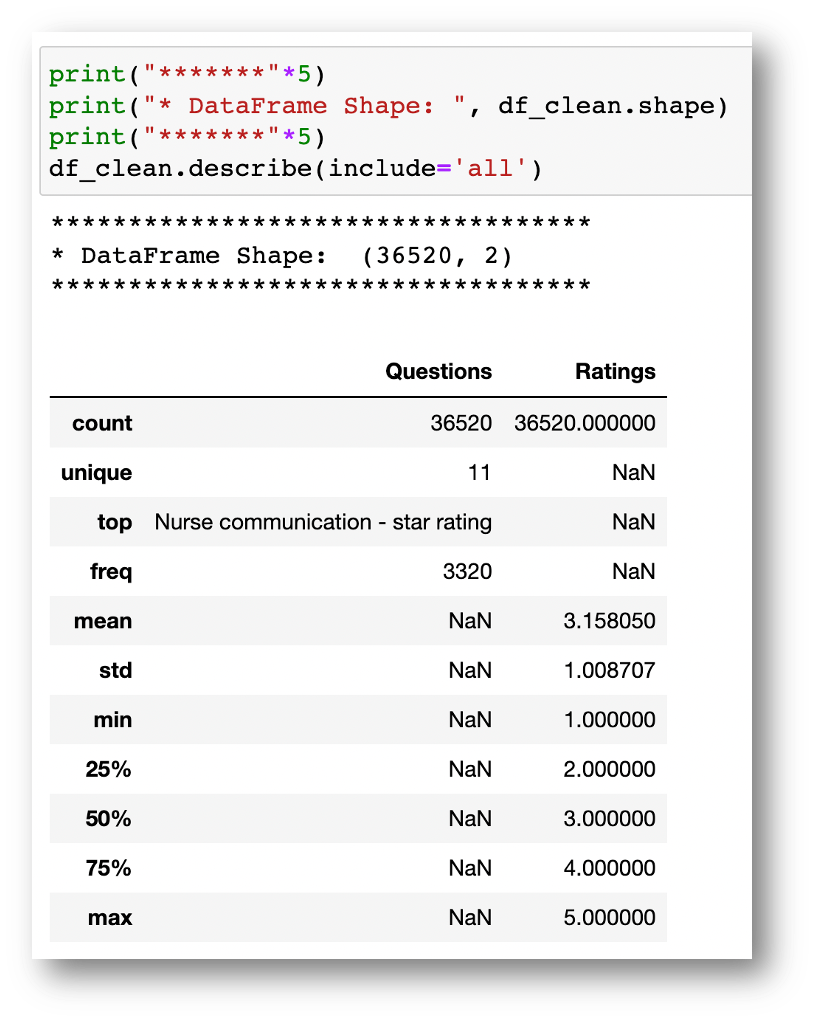 print("*******"*5)
print("* DataFrame Shape: ", df_clean.shape)
print("*******"*5)
df_clean.describe(include='all')
***********************************
* DataFrame Shape:  (36520, 2)
***********************************
Questions Ratings
count 36520 36520.000000
unique 11 NaN
top Nurse communication - star rating NaN
freq 3320 NaN
mean NaN 3.158050
std NaN 1.008707
min NaN 1.000000
25% NaN 2.000000
50% NaN 3.000000
75% NaN 4.000000
max NaN 5.000000